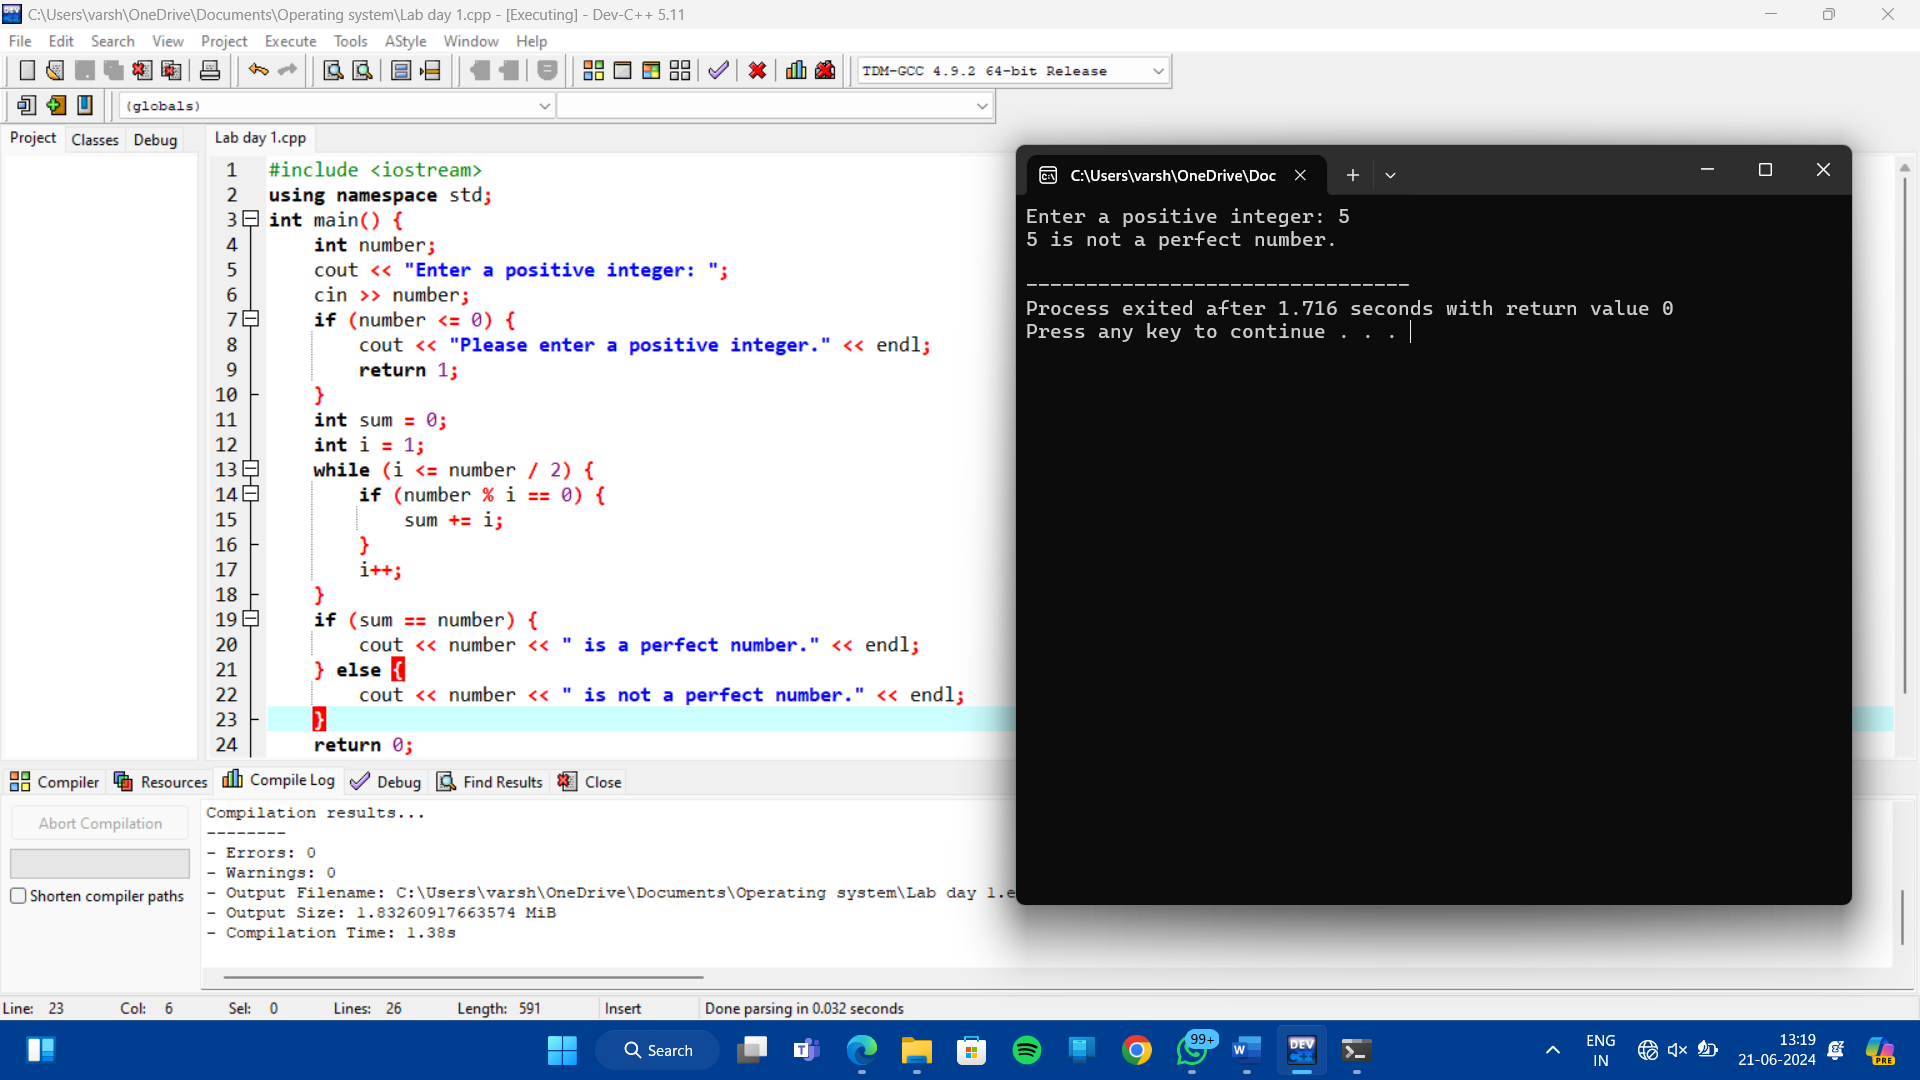 C:\Users\varsh\OneDrive\Documents\Operating system\Lab day 1.cpp - [Executing] - Dev-C++ 5.11
File Edit Search View Project Execute Tools AStyle Window Help
TDM-GCC 4.9.2 64-bit Release
(globals)
Project Classes Debug
Lab day 1.cpp
1 #include <iostream>
2 using namespace std;
3 int main() {
4 int number;
5 cout << "Enter a positive integer: ";
6 cin >> number;
7 if (number <= 0) {
8 cout << "Please enter a positive integer." << endl;
9 return 1;
10 }
11 int sum = 0;
12 int i = 1;
13 while (i <= number / 2) {
14 if (number % i == 0) {
15 sum += i;
16 }
17 i++;
18 }
19 if (sum == number) {
20 cout << number << " is a perfect number." << endl;
21 } else {
22 cout << number << " is not a perfect number." << endl;
23 }
24 return 0;
C:\Users\varsh\OneDrive\Doc
Enter a positive integer: 5
5 is not a perfect number.
--------------------------------
Process exited after 1.716 seconds with return value 0
Press any key to continue . . .
Compiler Resources Compile Log Debug Find Results Close
Abort Compilation
Shorten compiler paths
Compilation results...
--------
- Errors: 0
- Warnings: 0
- Output Filename: C:\Users\varsh\OneDrive\Documents\Operating system\Lab day 1.e
- Output Size: 1.83260917663574 MiB
- Compilation Time: 1.38s
Line: 23 Col: 6 Sel: 0 Lines: 26 Length: 591 Insert Done parsing in 0.032 seconds
Search
99+
DEV
ENG
IN
13:19
21-06-2024
PRE